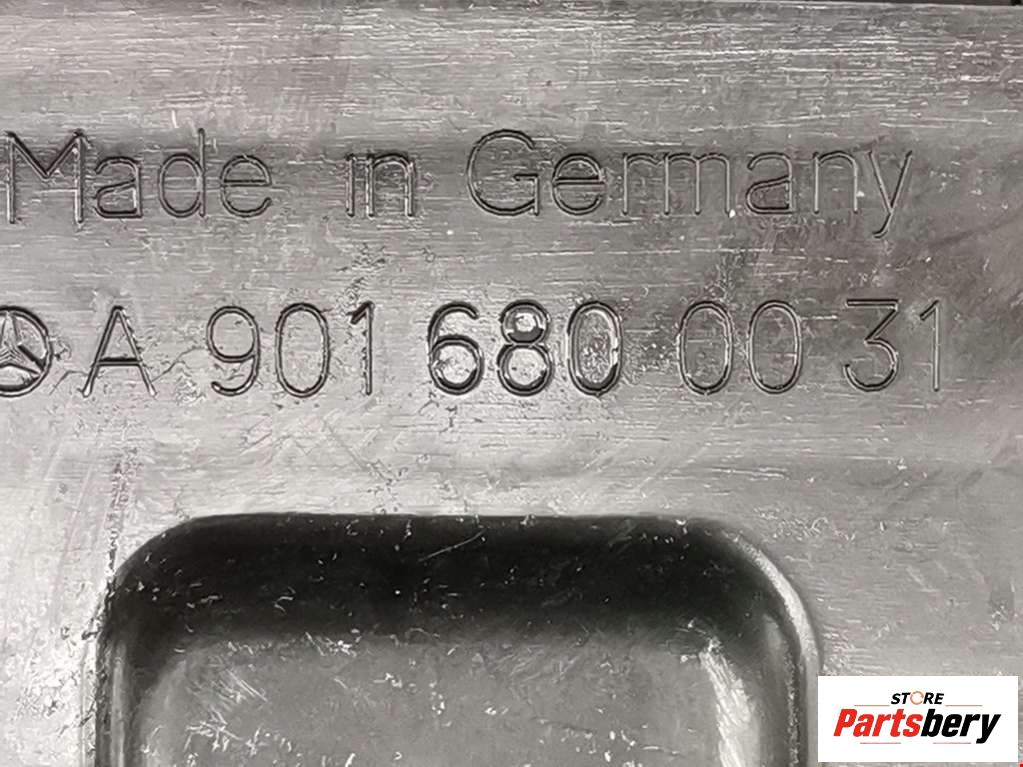 Made in Germany
A 901 680 00 31
STORE
Partsbery